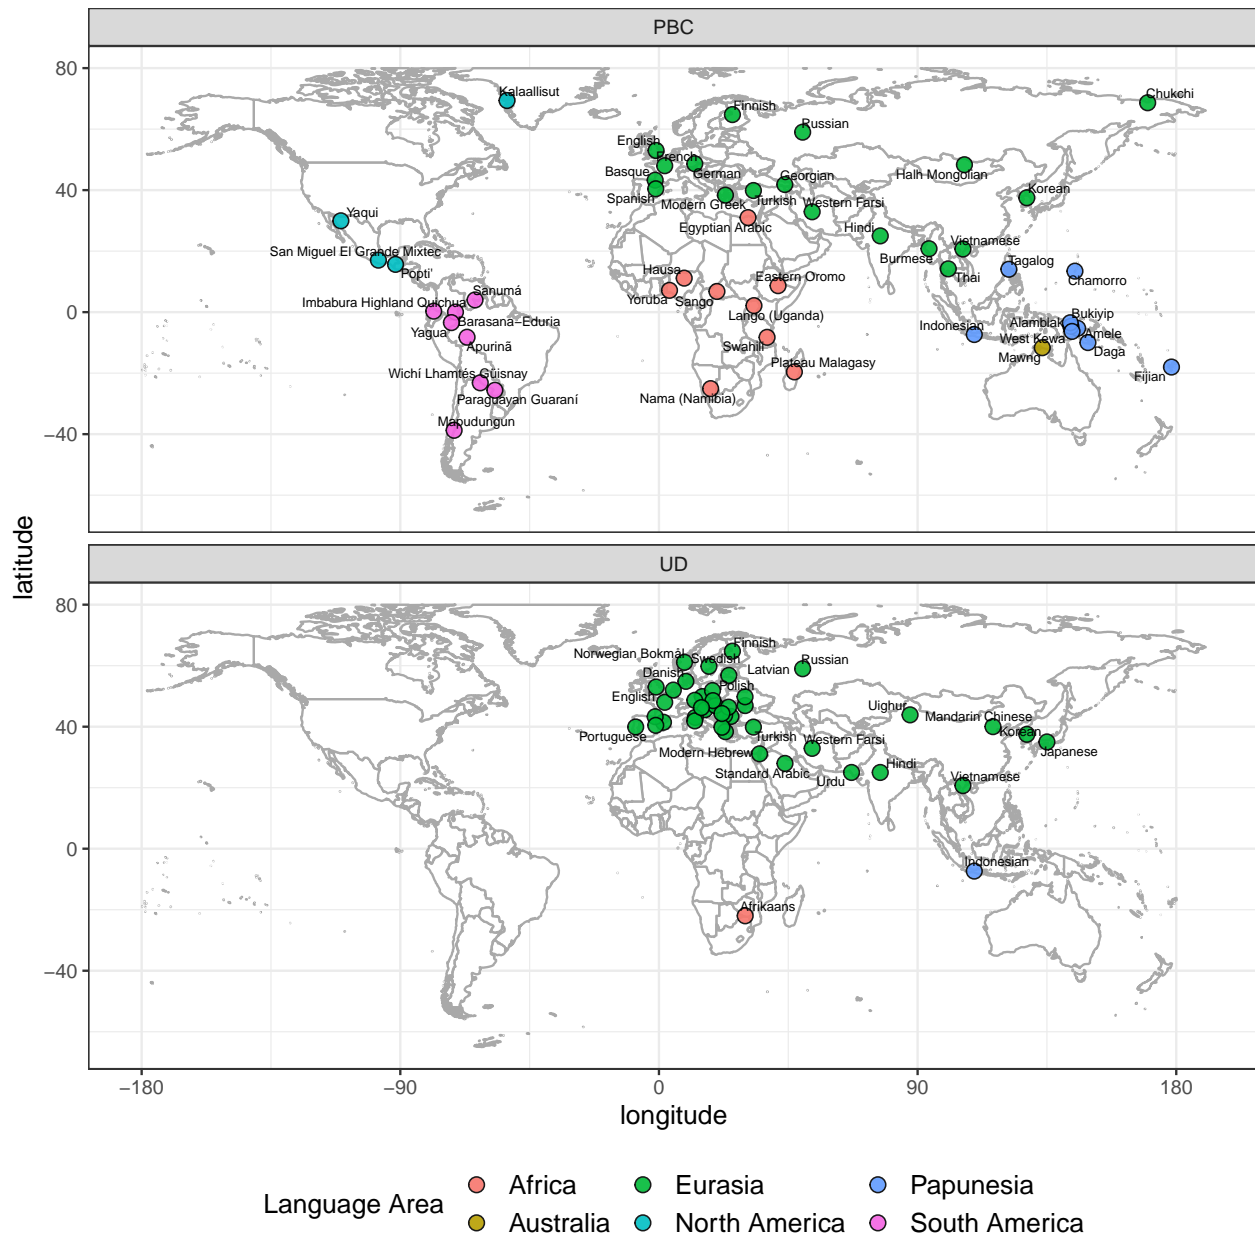 PBC
80
40
0
−40
Kalaallisut
Finnish
Chukchi
Russian
English
French
Basque
German
Georgian
Halh Mongolian
Korean
Spanish
Modern Greek
Turkish
Western Farsi
Yaqui
Egyptian Arabic
Hindi
Vietnamese
San Miguel El Grande Mixtec
Burmese
Popti'
Hausa
Eastern Oromo
Thai
Tagalog
Chamorro
Sanumá
Imbabura Highland Quichua
Yoruba
Sango
Lango (Uganda)
Bukiyip
Barasana−Eduria
Indonesian
Alamblak
Yagua
Amele
West Kewa
Apurinã
Swahili
Daga
Mawng
Plateau Malagasy
Wichí Lhamtés Güisnay
Fijian
Paraguayan Guaraní
Nama (Namibia)
Mapudungun
latitude
UD
80
40
0
−40
Finnish
Norwegian Bokmål
Swedish
Russian
Danish
Latvian
English
Polish
Uighur
Mandarin Chinese
Portuguese
Turkish
Western Farsi
Korean
Japanese
Modern Hebrew
Standard Arabic
Urdu
Hindi
Vietnamese
Indonesian
Afrikaans
−180
−90
0
90
180
longitude
Language Area
Africa
Eurasia
Papunesia
Australia
North America
South America